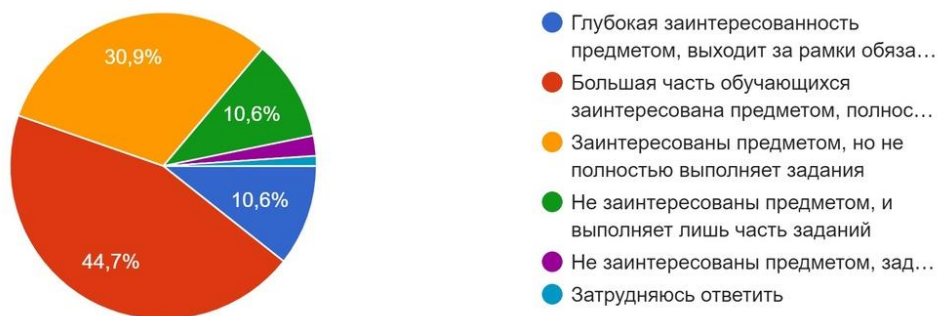 30,9%
10,6%
10,6%
44,7%
Глубокая заинтересованность
предметом, выходит за рамки обяза…
Большая часть обучающихся
заинтересована предметом, полнос…
Заинтересованы предметом, но не
полностью выполняет задания
Не заинтересованы предметом, и
выполняет лишь часть заданий
Не заинтересованы предметом, зад…
Затрудняюсь ответить